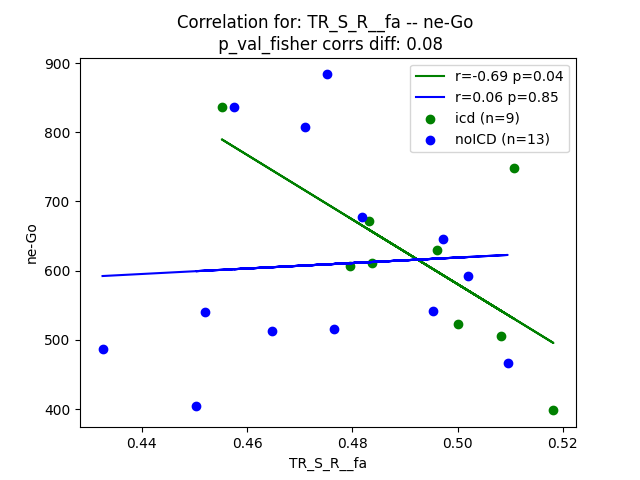 Correlation for: TR_S_R__fa -- ne-Go
p_val_fisher corrs diff: 0.08
900
800
700
600
500
400
ne-Go
r=-0.69 p=0.04
r=0.06 p=0.85
icd (n=9)
noICD (n=13)
0.44
0.46
0.48
0.50
0.52
TR_S_R__fa